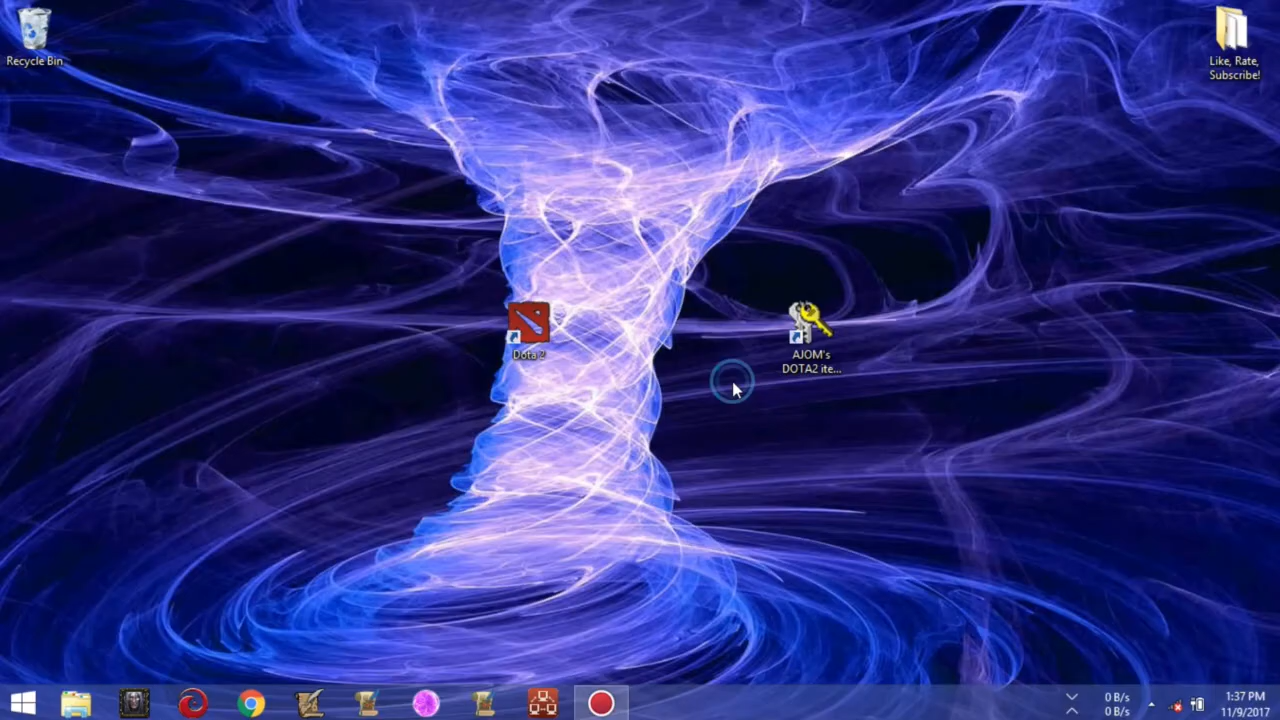 Recycle Bin
Like, Rate,
Subscribe!
Dota 2
AJOM's
DOTA2 ite...
0 B/s
0 B/s
1:37 PM
11/9/2017